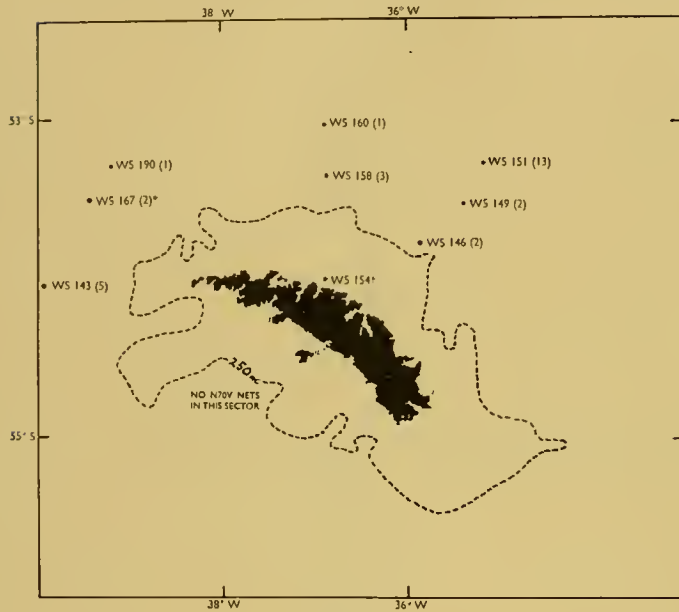 38° W
36° W
53° S
WS 160 (1)
WS 190 (1)
WS 151 (13)
WS 158 (3)
WS 167 (2)*
WS 149 (2)
WS 146 (2)
WS 154†
WS 143 (5)
250
NO N70V NETS
IN THIS SECTOR
55° S
38° W
36° W